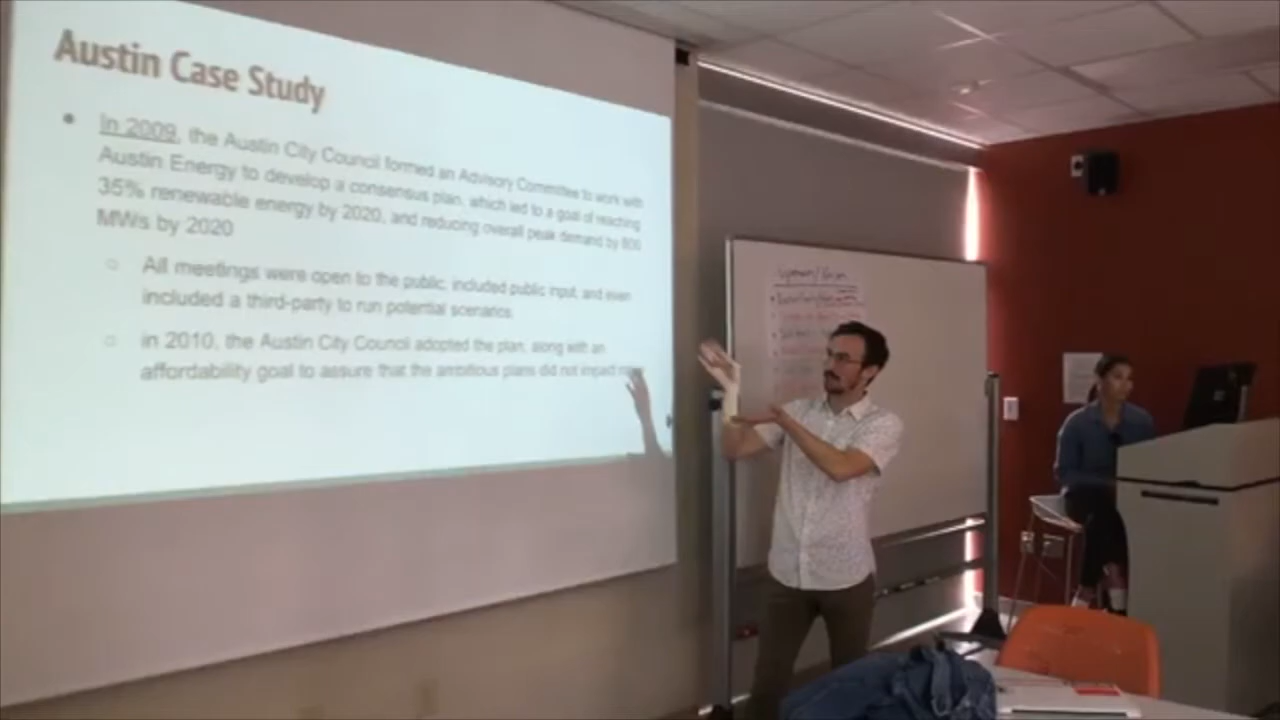 Austin Case Study
• In 2009, the Austin City Council formed an Advisory Committee to work with
Austin Energy to develop a consensus plan, which led to a goal of reaching
35% renewable energy by 2020, and reducing overall peak demand by 800
MWs by 2020
○ All meetings were open to the public, included public input, and even
included a third-party to run potential scenarios.
○ in 2010, the Austin City Council adopted the plan, along with an
affordability goal to assure that the ambitious plans did not impact